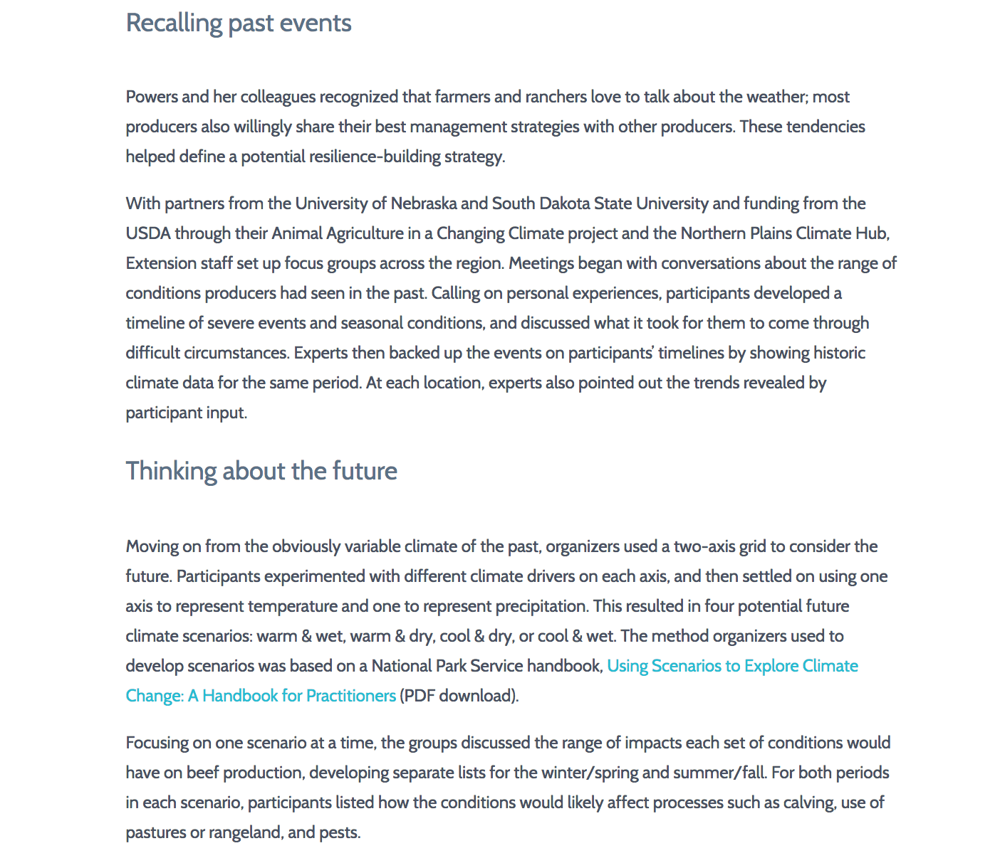 Recalling past events
Powers and her colleagues recognized that farmers and ranchers love to talk about the weather; most
producers also willingly share their best management strategies with other producers. These tendencies
helped define a potential resilience-building strategy.
With partners from the University of Nebraska and South Dakota State University and funding from the
USDA through their Animal Agriculture in a Changing Climate project and the Northern Plains Climate Hub,
Extension staff set up focus groups across the region. Meetings began with conversations about the range of
conditions producers had seen in the past. Calling on personal experiences, participants developed a
timeline of severe events and seasonal conditions, and discussed what it took for them to come through
difficult circumstances. Experts then backed up the events on participants’ timelines by showing historic
climate data for the same period. At each location, experts also pointed out the trends revealed by
participant input.
Thinking about the future
Moving on from the obviously variable climate of the past, organizers used a two-axis grid to consider the
future. Participants experimented with different climate drivers on each axis, and then settled on using one
axis to represent temperature and one to represent precipitation. This resulted in four potential future
climate scenarios: warm & wet, warm & dry, cool & dry, or cool & wet. The method organizers used to
develop scenarios was based on a National Park Service handbook, Using Scenarios to Explore Climate
Change: A Handbook for Practitioners (PDF download).
Focusing on one scenario at a time, the groups discussed the range of impacts each set of conditions would
have on beef production, developing separate lists for the winter/spring and summer/fall. For both periods
in each scenario, participants listed how the conditions would likely affect processes such as calving, use of
pastures or rangeland, and pests.